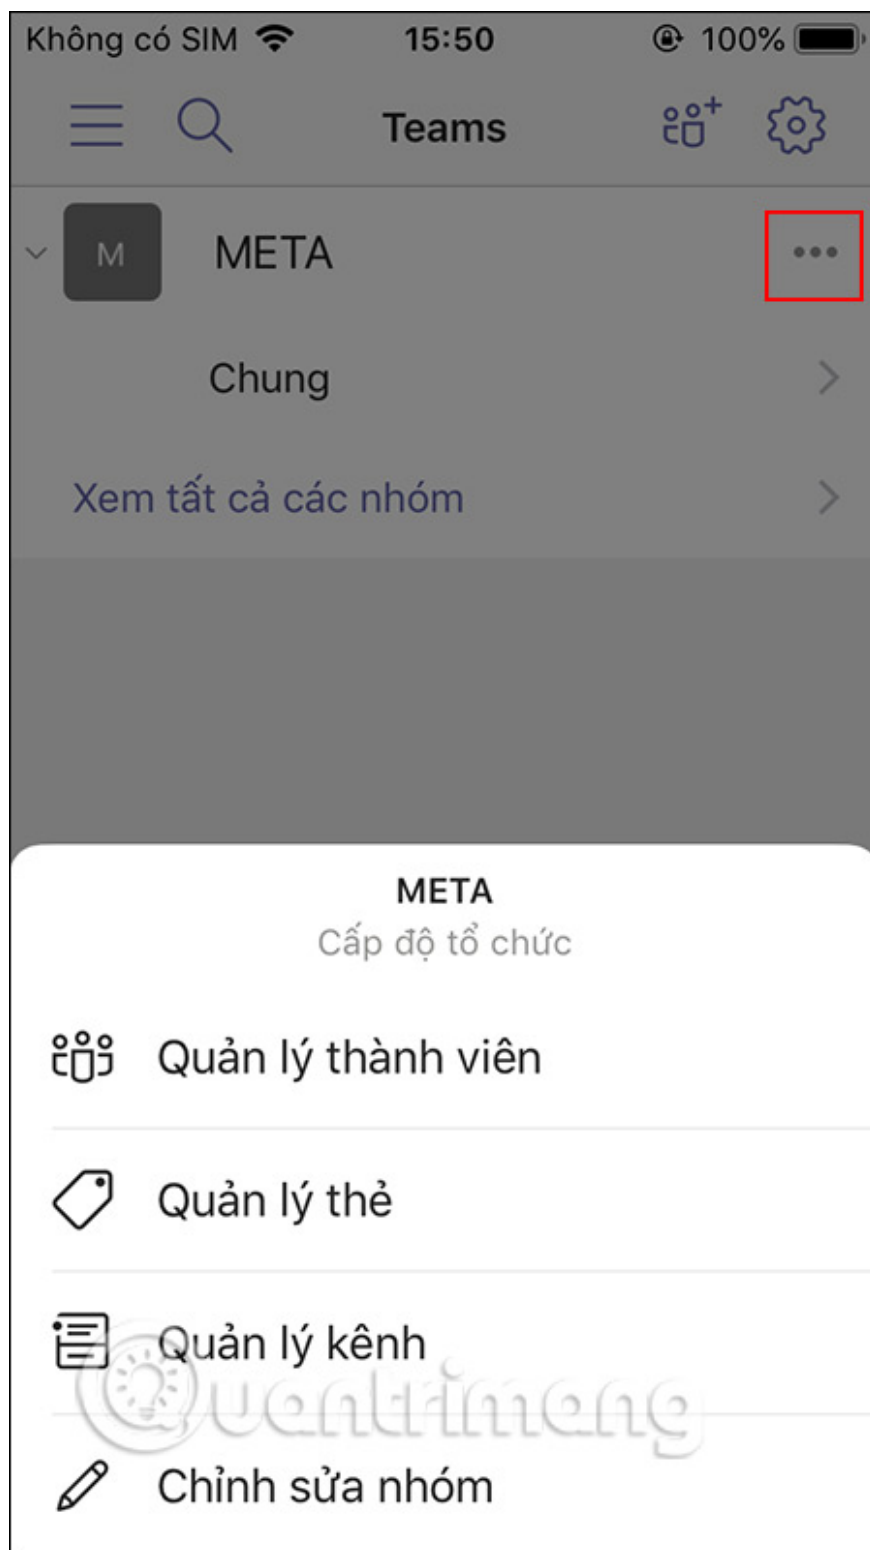 Không có SIM 15:50 100%
Teams
M META
Chung
Xem tất cả các nhóm
META
Cấp độ tổ chức
Quản lý thành viên
Quản lý thẻ
Quản lý kênh
Quantrimang
Chỉnh sửa nhóm